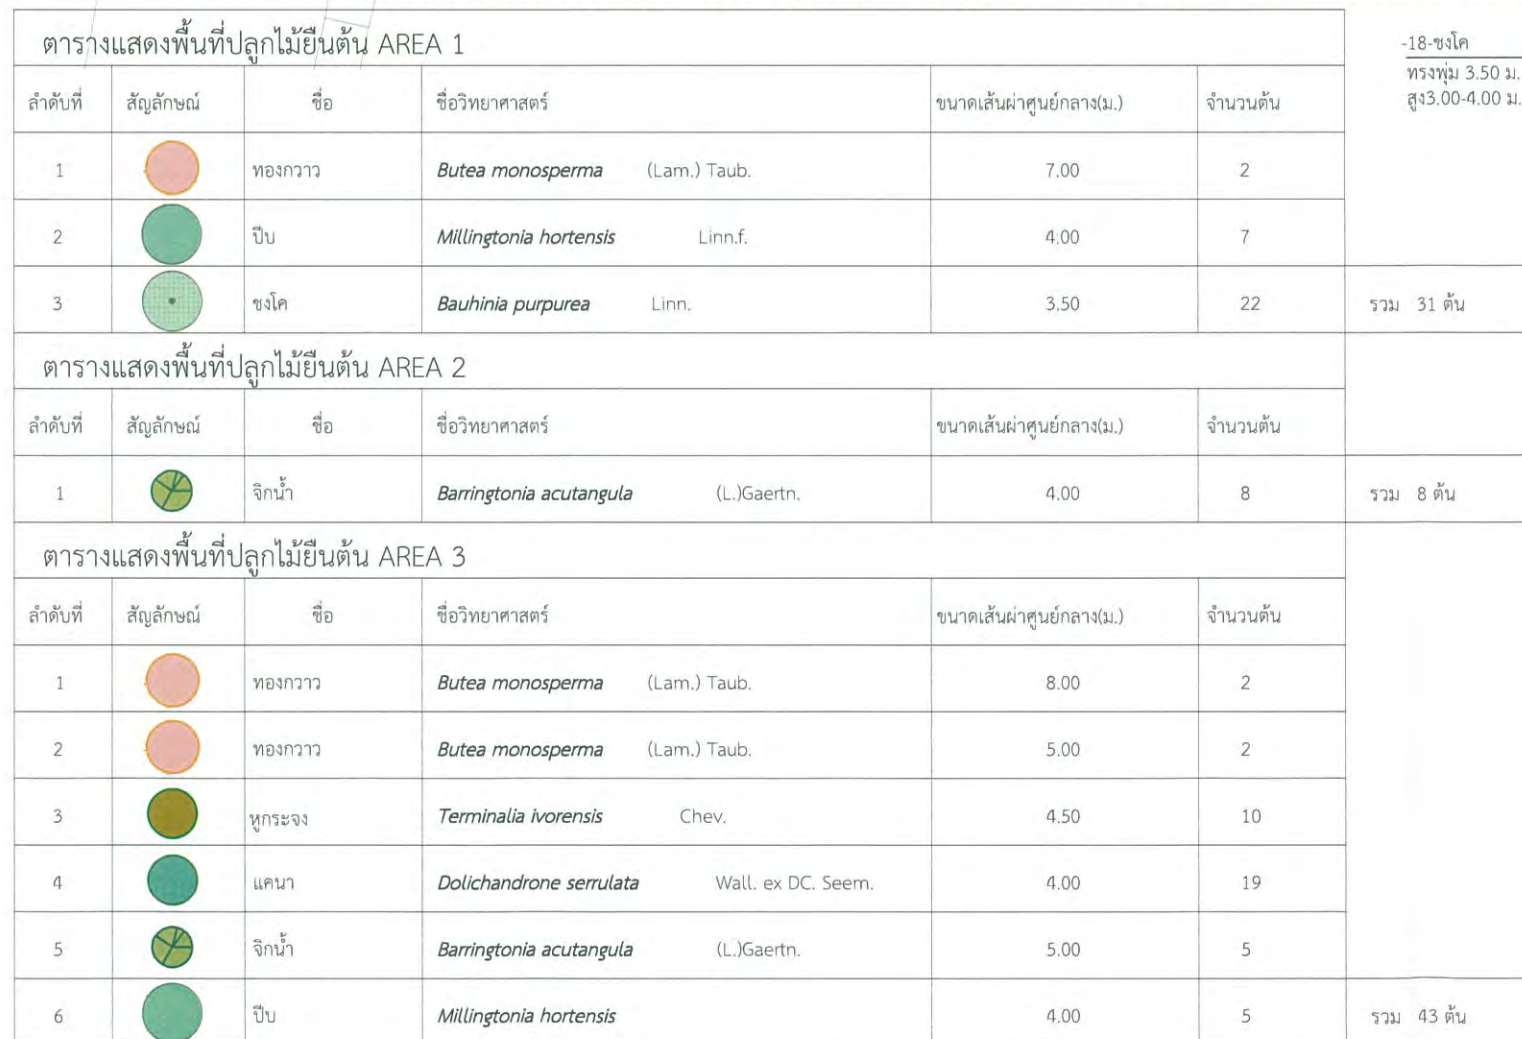 ตารางแสดงพื้นที่ปลูกไม้ยืนต้น AREA 1
-18-ชงโค
ทรงพุ่ม 3.50 ม.
สูง3.00-4.00 ม.
ลำดับที่ สัญลักษณ์ ชื่อ ชื่อวิทยาศาสตร์ ขนาดเส้นผ่าศูนย์กลาง(ม.) จำนวนต้น
1 ทองกวาว Butea monosperma (Lam.) Taub. 7.00 2
2 ปีบ Millingtonia hortensis Linn.f. 4.00 7
3 ชงโค Bauhinia purpurea Linn. 3.50 22 รวม 31 ต้น
ตารางแสดงพื้นที่ปลูกไม้ยืนต้น AREA 2
ลำดับที่ สัญลักษณ์ ชื่อ ชื่อวิทยาศาสตร์ ขนาดเส้นผ่าศูนย์กลาง(ม.) จำนวนต้น
1 จิกน้ำ Barringtonia acutangula (L.)Gaertn. 4.00 8 รวม 8 ต้น
ตารางแสดงพื้นที่ปลูกไม้ยืนต้น AREA 3
ลำดับที่ สัญลักษณ์ ชื่อ ชื่อวิทยาศาสตร์ ขนาดเส้นผ่าศูนย์กลาง(ม.) จำนวนต้น
1 ทองกวาว Butea monosperma (Lam.) Taub. 8.00 2
2 ทองกวาว Butea monosperma (Lam.) Taub. 5.00 2
3 หูกระจง Terminalia ivorensis Chev. 4.50 10
4 แคนา Dolichandrone serrulata Wall. ex DC. Seem. 4.00 19
5 จิกน้ำ Barringtonia acutangula (L.)Gaertn. 5.00 5
6 ปีบ Millingtonia hortensis 4.00 5 รวม 43 ต้น